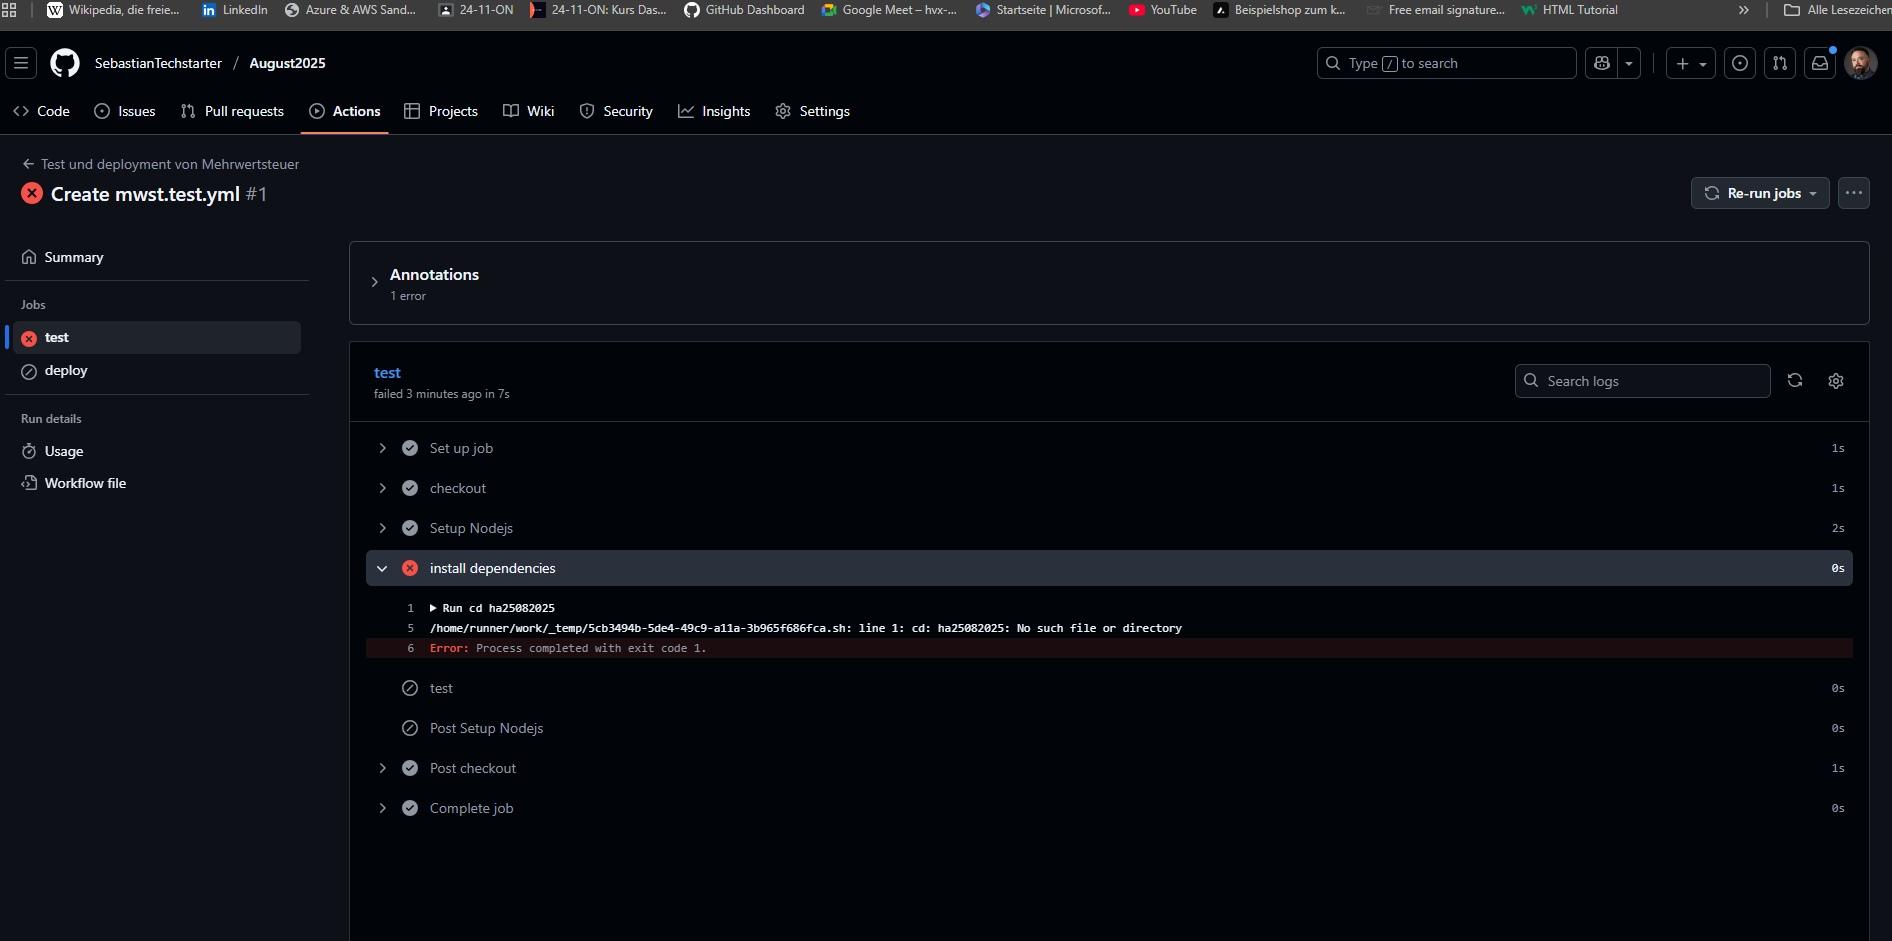 Wikipedia, die freie...
LinkedIn
Azure & AWS Sand...
24-11-ON
24-11-ON: Kurs Das...
GitHub Dashboard
Google Meet – hvx-...
Startseite | Microsof...
YouTube
Beispielshop zum k...
Free email signature...
HTML Tutorial
»
Alle Lesezeichen
SebastianTechstarter / August2025
Type / to search
Code
Issues
Pull requests
Actions
Projects
Wiki
Security
Insights
Settings
← Test und deployment von Mehrwertsteuer
Create mwst.test.yml #1
Re-run jobs
Summary
Jobs
test
deploy
Run details
Usage
Workflow file
Annotations
1 error
test
failed 3 minutes ago in 7s
Search logs
Set up job 1s
checkout 1s
Setup Nodejs 2s
install dependencies 0s
1 ▶ Run cd ha25082025
5 /home/runner/work/_temp/5cb3494b-5de4-49c9-a11a-3b965f686fca.sh: line 1: cd: ha25082025: No such file or directory
6 Error: Process completed with exit code 1.
test 0s
Post Setup Nodejs 0s
Post checkout 1s
Complete job 0s